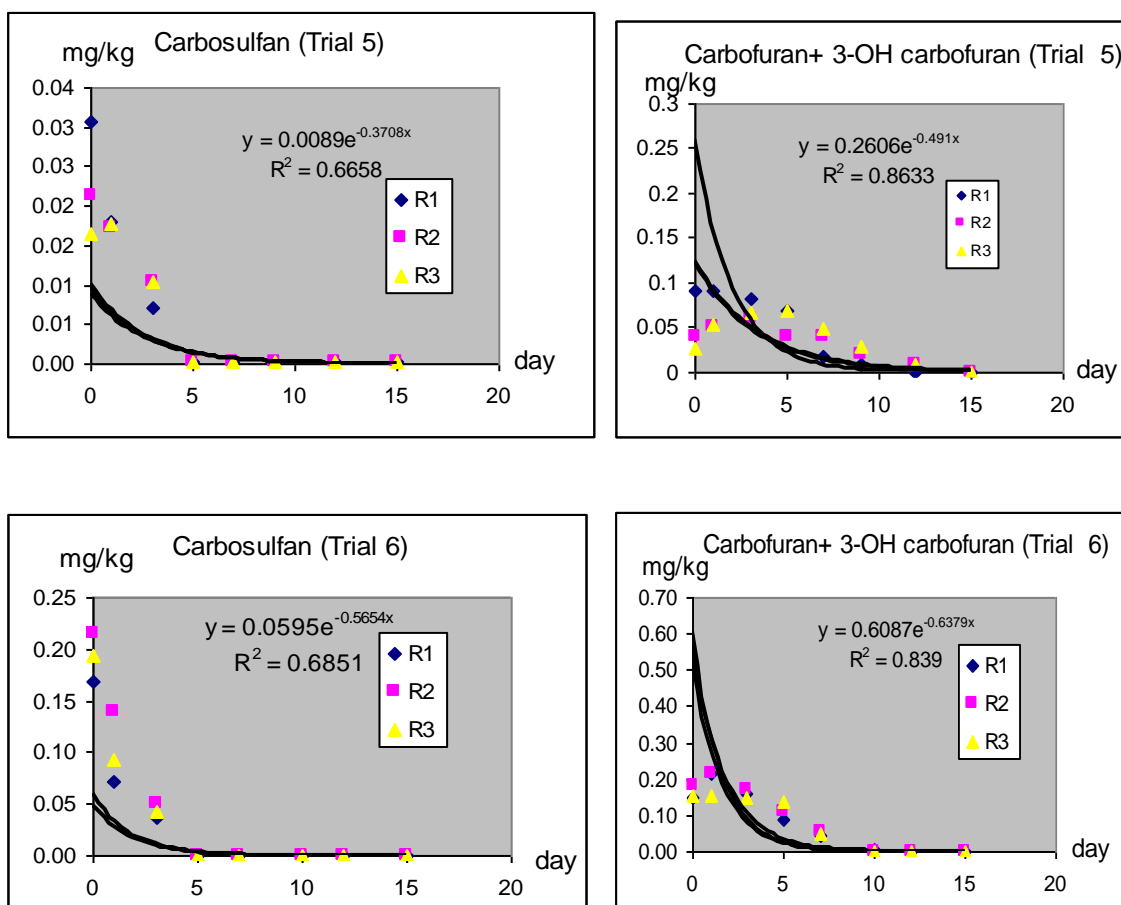 Carbosulfan (Trial 5)
mg/kg
0.04
0.03
0.03
0.02
0.02
0.01
0.01
0.00
0 5 10 15 20
day
y = 0.0089e^-0.3708x
R² = 0.6658
R1
R2
R3
Carbofuran+ 3-OH carbofuran (Trial 5)
mg/kg
0.3
0.25
0.2
0.15
0.1
0.05
0
0 5 10 15 20
day
y = 0.2606e^-0.491x
R² = 0.8633
R1
R2
R3
Carbosulfan (Trial 6)
mg/kg
0.25
0.20
0.15
0.10
0.05
0.00
0 5 10 15 20
day
y = 0.0595e^-0.5654x
R² = 0.6851
R1
R2
R3
Carbofuran+ 3-OH carbofuran (Trial 6)
mg/kg
0.70
0.60
0.50
0.40
0.30
0.20
0.10
0.00
0 5 10 15 20
day
y = 0.6087e^-0.6379x
R² = 0.839
R1
R2
R3